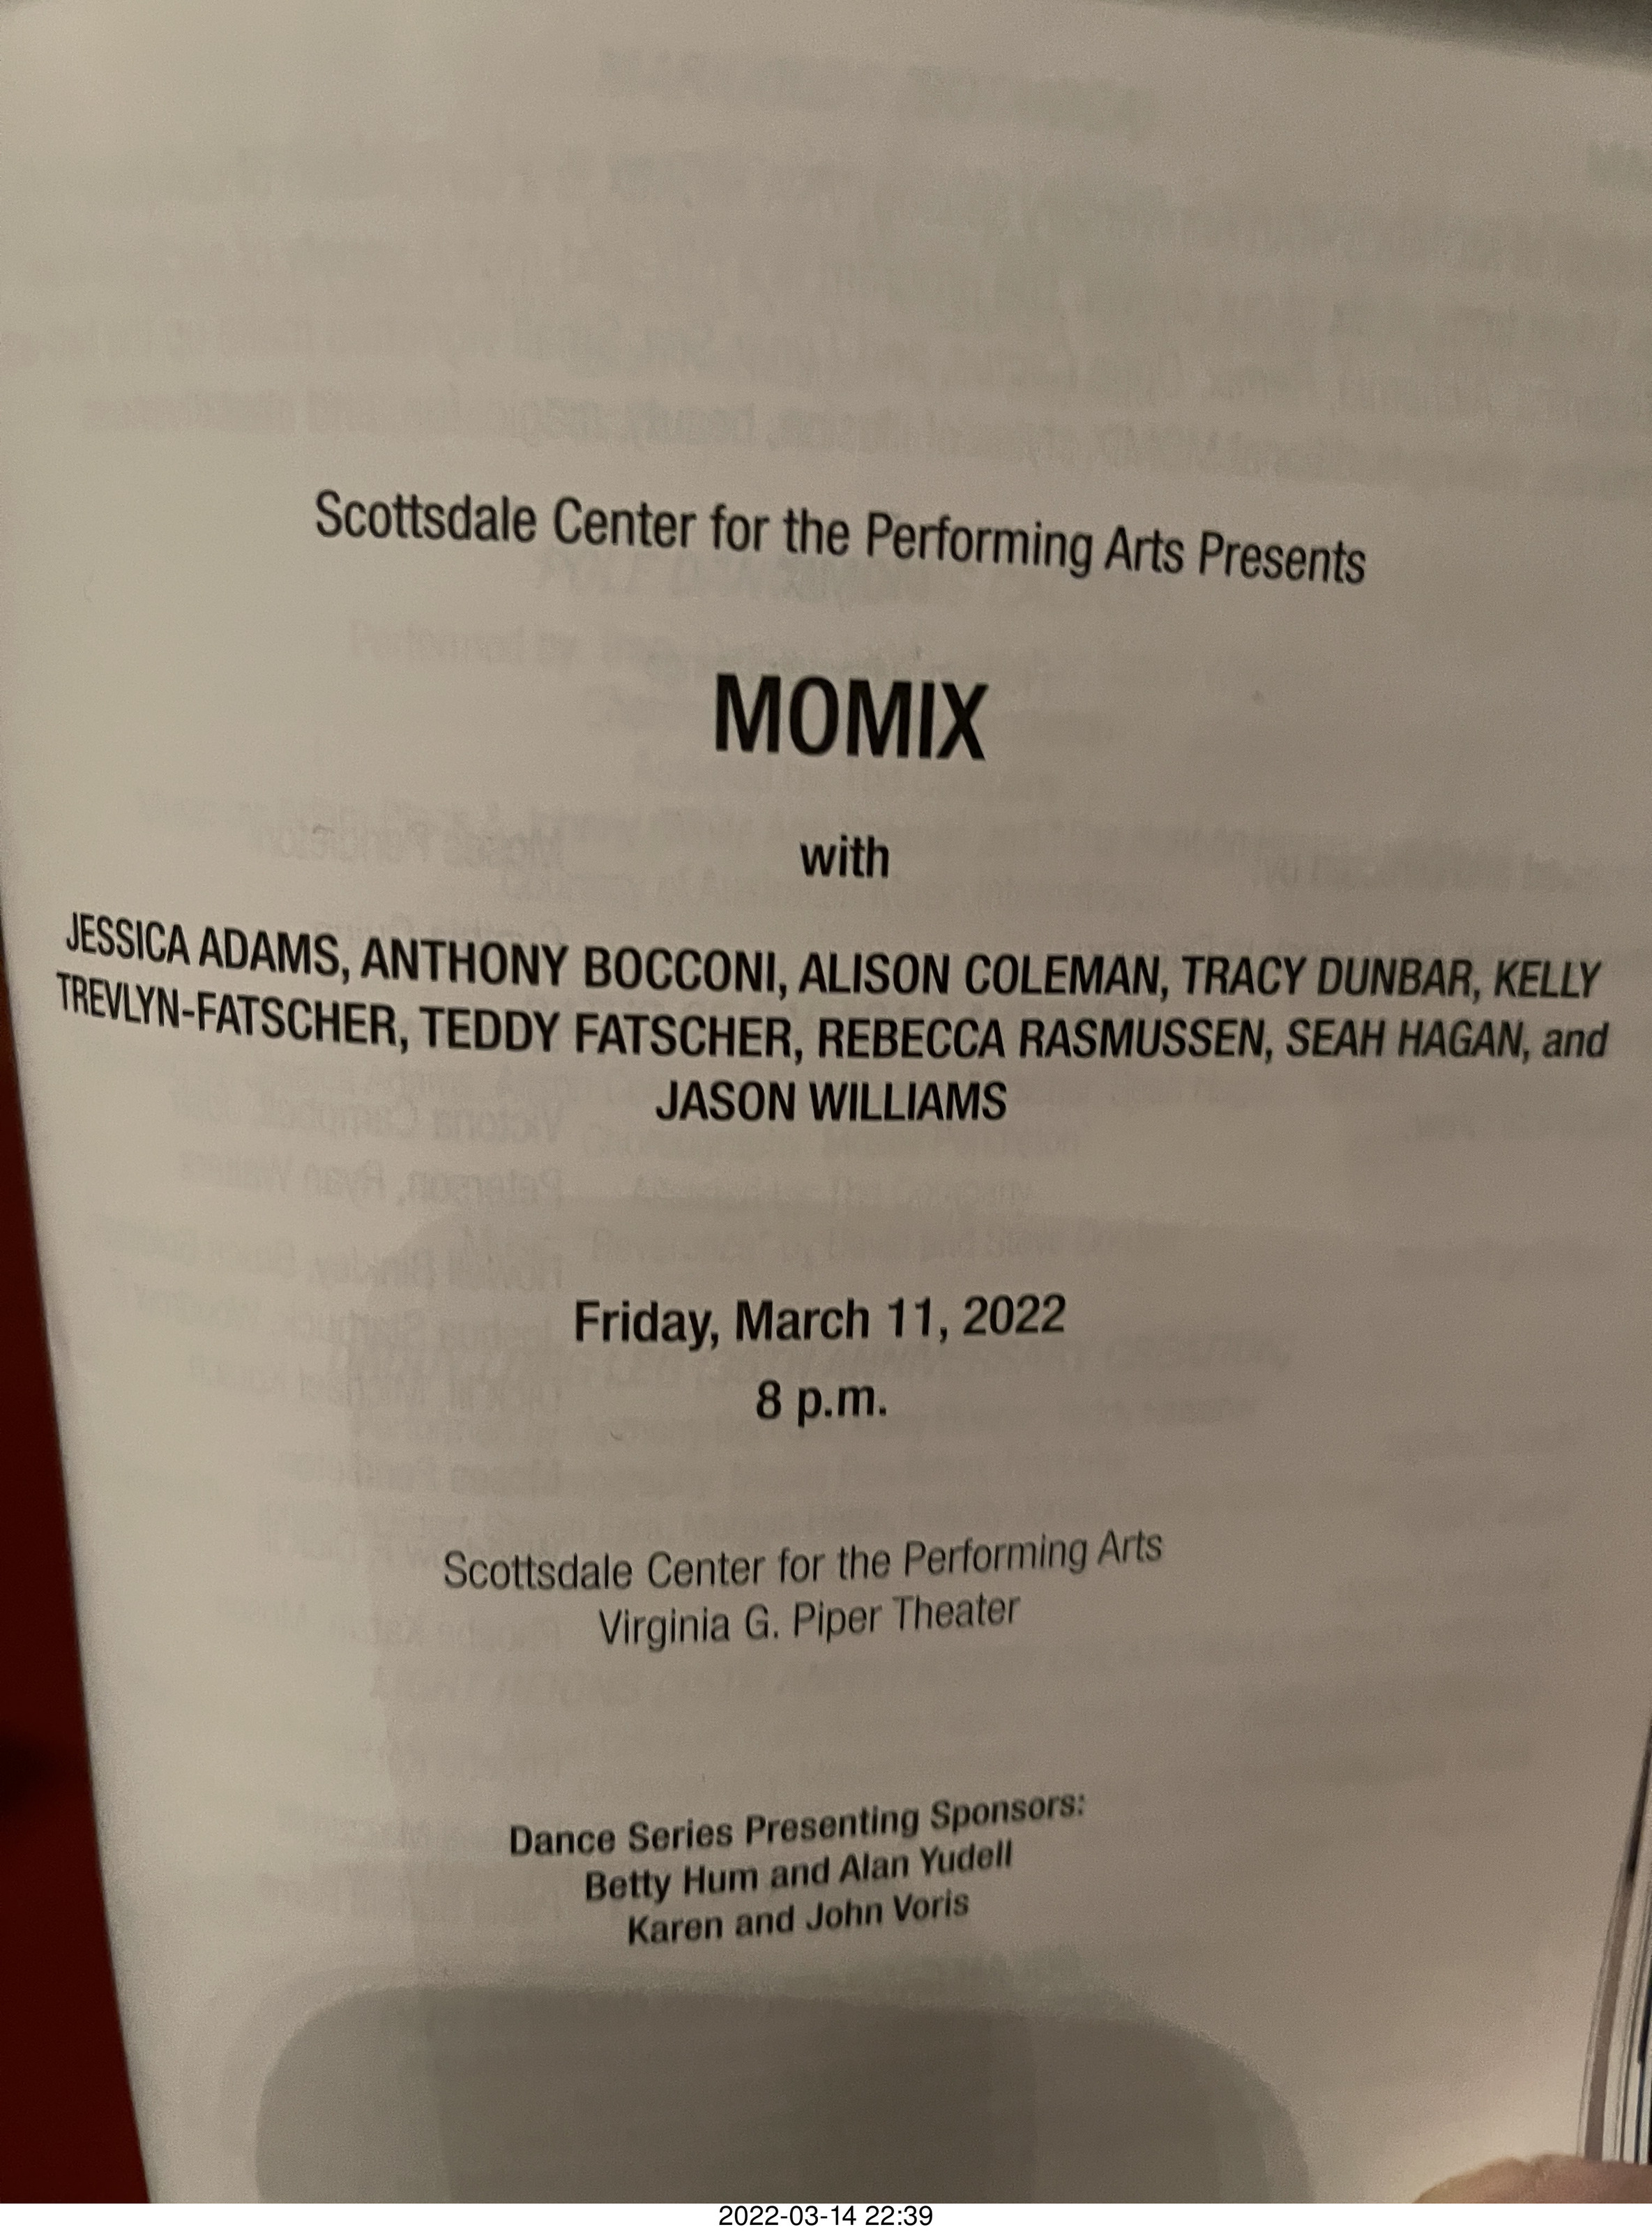 Scottsdale Center for the Performing Arts Presents
MOMIX
with
JESSICA ADAMS, ANTHONY BOCCONI, ALISON COLEMAN, TRACY DUNBAR, KELLY
TREVLYN-FATSCHER, TEDDY FATSCHER, REBECCA RASMUSSEN, SEAH HAGAN, and
JASON WILLIAMS
Friday, March 11, 2022
8 p.m.
Scottsdale Center for the Performing Arts
Virginia G. Piper Theater
Dance Series Presenting Sponsors:
Betty Hum and Alan Yudell
Karen and John Voris
2022-03-14 22:39